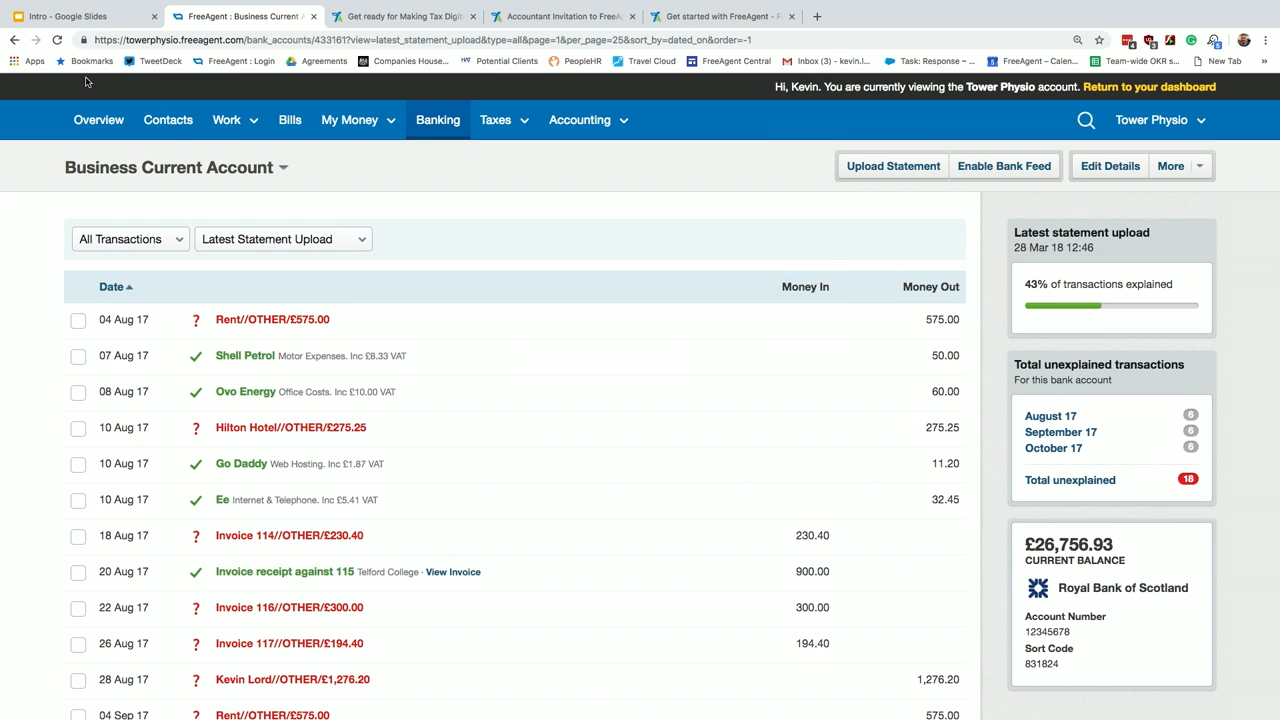 Intro - Google Slides
FreeAgent : Business Current A
Get ready for Making Tax Digit
Accountant Invitation to FreeAg
Get started with FreeAgent - F
https://towerphysio.freeagent.com/bank_accounts/433161?view=latest_statement_upload&type=all&page=1&per_page=25&sort_by=dated_on&order=-1
Apps Bookmarks TweetDeck FreeAgent : Login Agreements Companies House... Potential Clients PeopleHR Travel Cloud FreeAgent Central Inbox (3) - kevin.l... Task: Response ~ ... FreeAgent – Calen... Team-wide OKR s... New Tab »
Hi, Kevin. You are currently viewing the Tower Physio account. Return to your dashboard
Overview Contacts Work Bills My Money Banking Taxes Accounting Tower Physio
Business Current Account
Upload Statement Enable Bank Feed Edit Details More
All Transactions Latest Statement Upload
Date Money In Money Out
04 Aug 17 ? Rent//OTHER/£575.00 575.00
07 Aug 17 Shell Petrol Motor Expenses. Inc £8.33 VAT 50.00
08 Aug 17 Ovo Energy Office Costs. Inc £10.00 VAT 60.00
10 Aug 17 ? Hilton Hotel//OTHER/£275.25 275.25
10 Aug 17 Go Daddy Web Hosting. Inc £1.87 VAT 11.20
10 Aug 17 Ee Internet & Telephone. Inc £5.41 VAT 32.45
18 Aug 17 ? Invoice 114//OTHER/£230.40 230.40
20 Aug 17 Invoice receipt against 115 Telford College · View Invoice 900.00
22 Aug 17 ? Invoice 116//OTHER/£300.00 300.00
26 Aug 17 ? Invoice 117//OTHER/£194.40 194.40
28 Aug 17 ? Kevin Lord//OTHER/£1,276.20 1,276.20
04 Sep 17 ? Rent//OTHER/£575.00 575.00
Latest statement upload
28 Mar 18 12:46
43% of transactions explained
Total unexplained transactions
For this bank account
August 17 6
September 17 6
October 17 6
Total unexplained 18
£26,756.93
CURRENT BALANCE
Royal Bank of Scotland
Account Number
12345678
Sort Code
831824